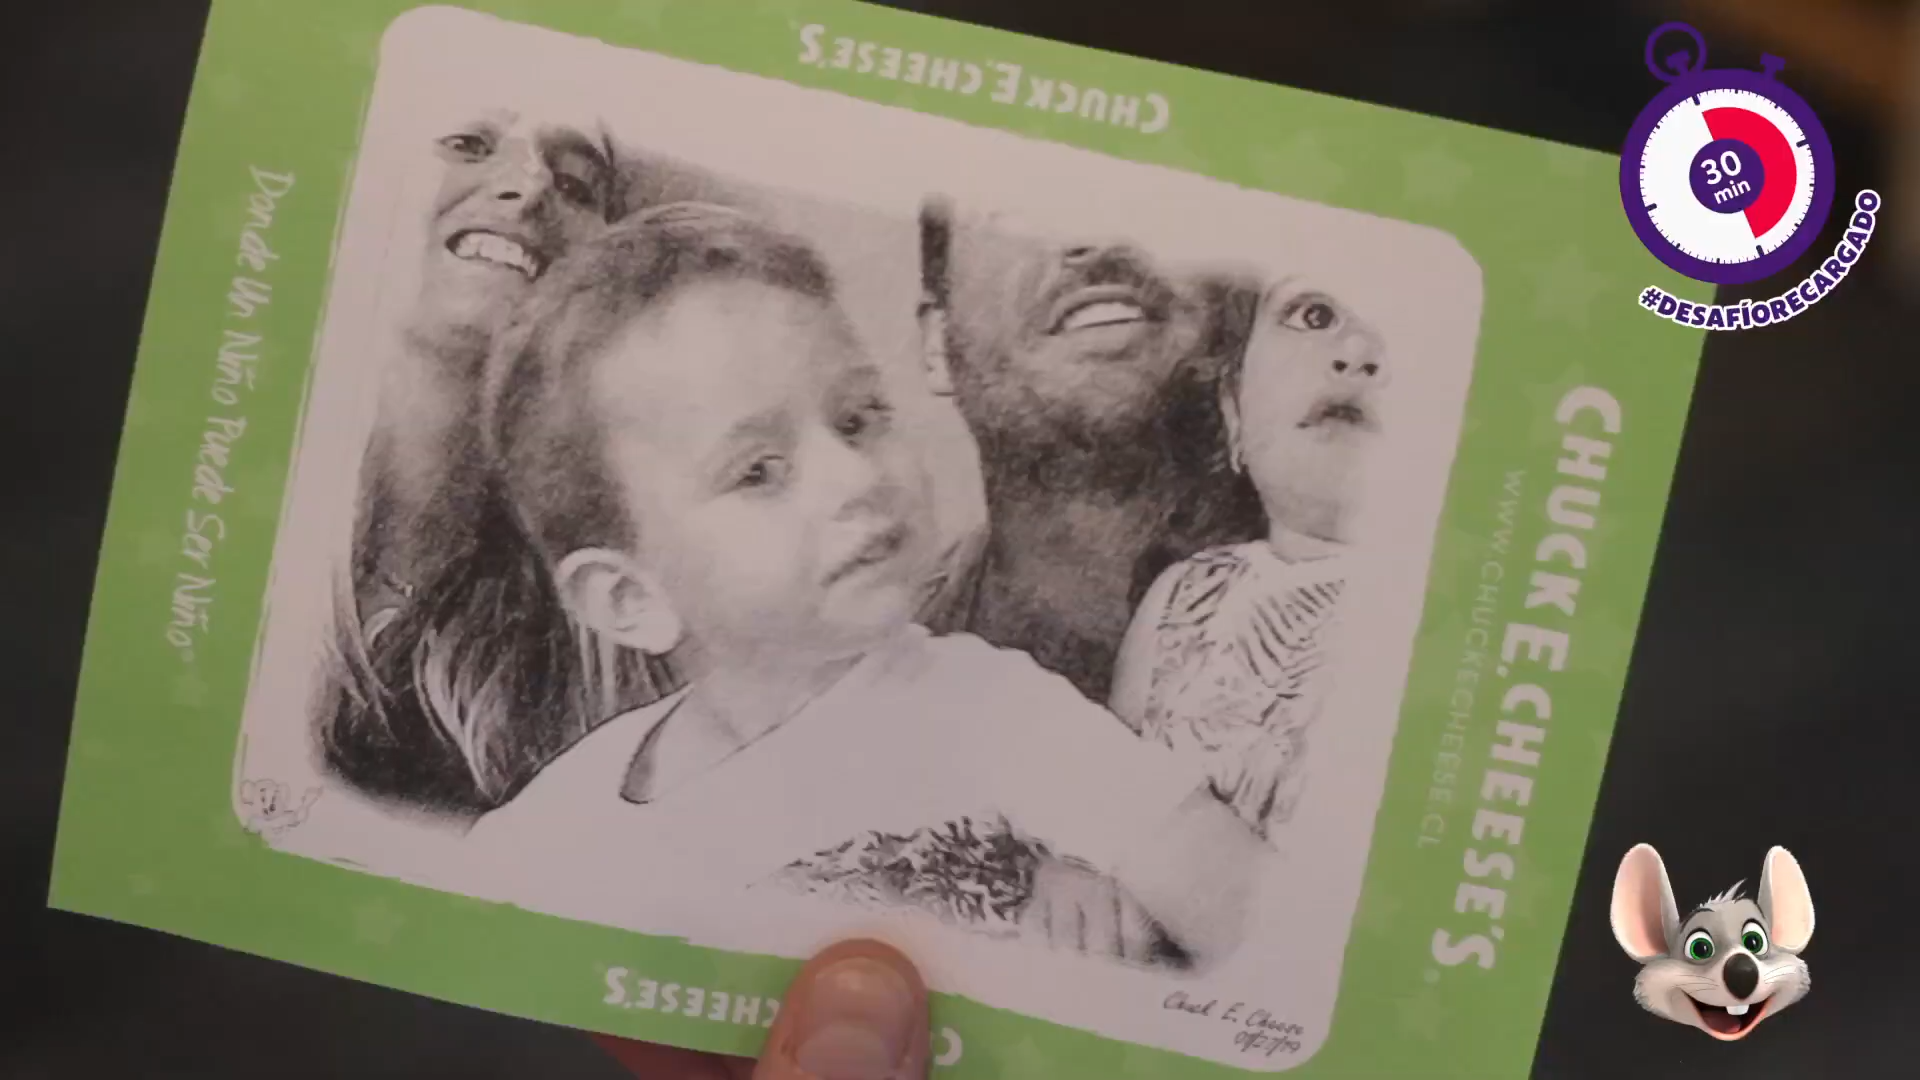 CHUCK E. CHEESE'S
30
min
#DESAFÍORECARGADO
Donde Un Niño Puede Ser Niño
CHUCK E. CHEESE'S
WWW.CHUCKECHEESE.CL
CHEESE'S
Chuck E. Cheese